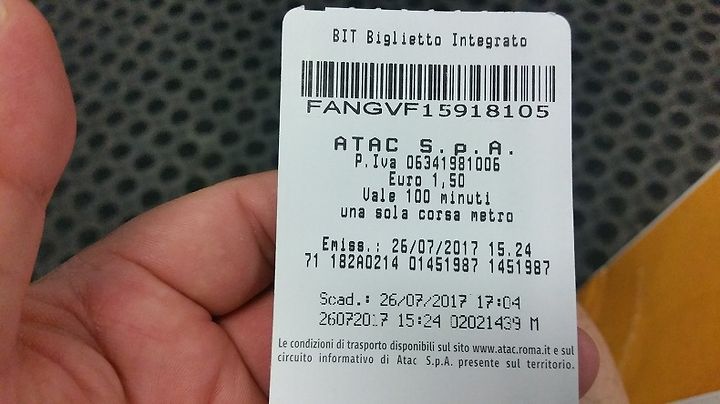 BIT Biglietto Integrato
FANGVF15918105
ATAC S.p.A.
P.Iva 06341981006
Euro 1,50
Vale 100 minuti
una sola corsa metro
Emiss.: 26/07/2017 15.24
71 182A0214 01451987 1451987
Scad.: 26/07/2017 17:04
26072017 15:24 02021439 M
Le condizioni di trasporto disponibili sul sito www.atac.roma.it e sul
circuito informativo di Atac S.p.A. presente sul territorio.